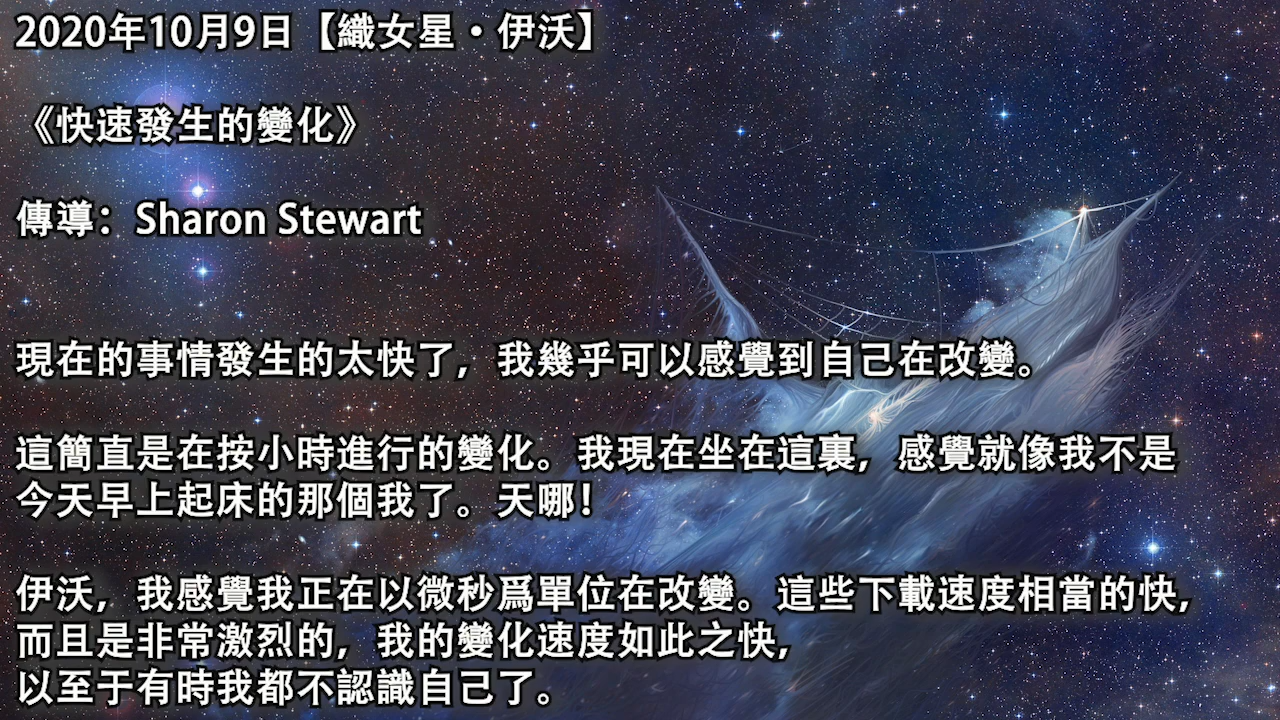 2020年10月9日【織女星·伊沃】
《快速發生的變化》
傳導：Sharon Stewart
現在的事情發生的太快了，我幾乎可以感覺到自己在改變。
這簡直是在按小時進行的變化。我現在坐在這裏，感覺就像我不是
今天早上起床的那個我了。天哪！
伊沃，我感覺我正在以微秒爲單位在改變。這些下載速度相當的快，
而且是非常激烈的，我的變化速度如此之快，
以至于有時我都不認識自己了。